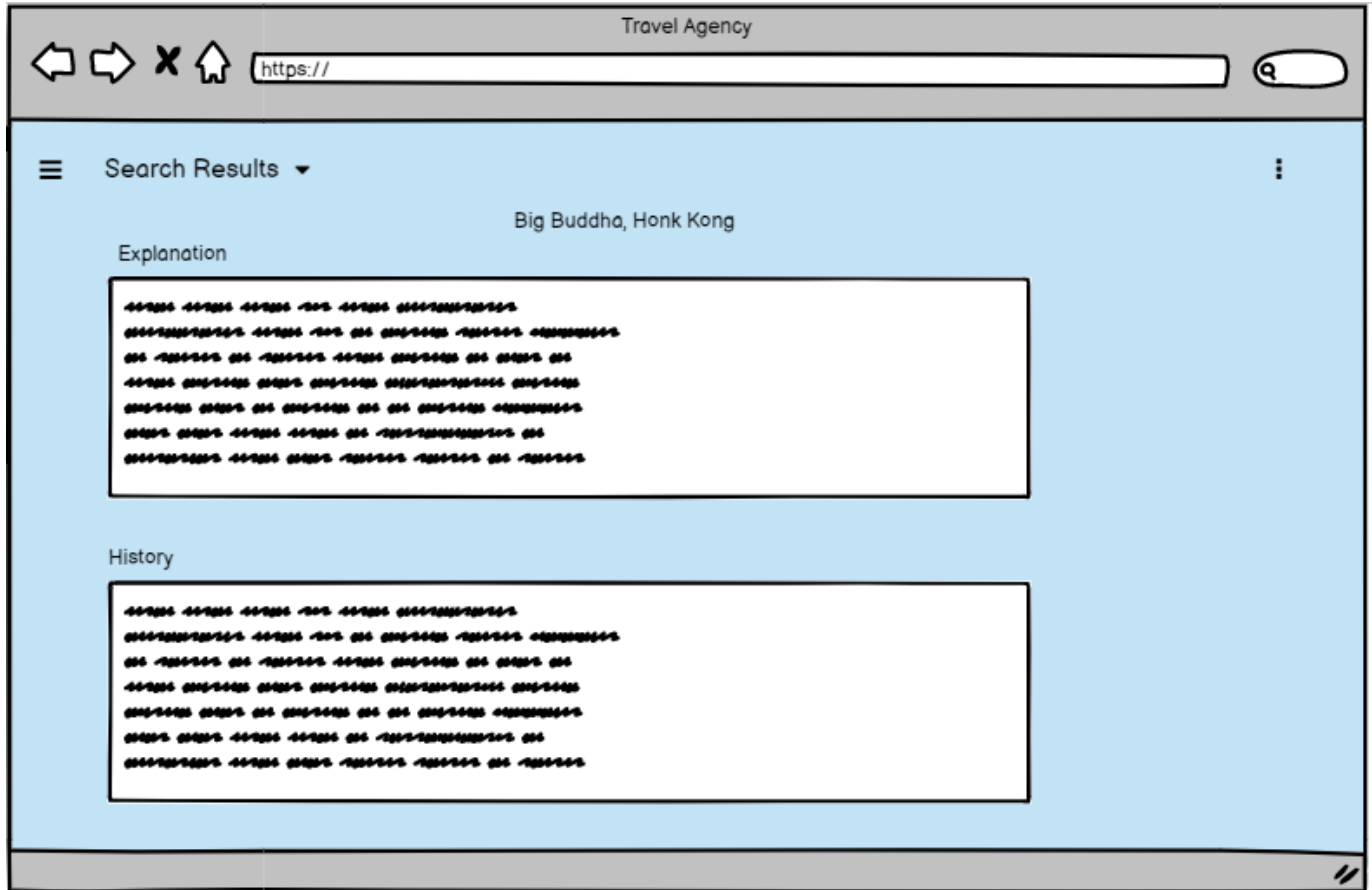 Travel Agency
https://
Search Results
Big Buddha, Honk Kong
Explanation
History